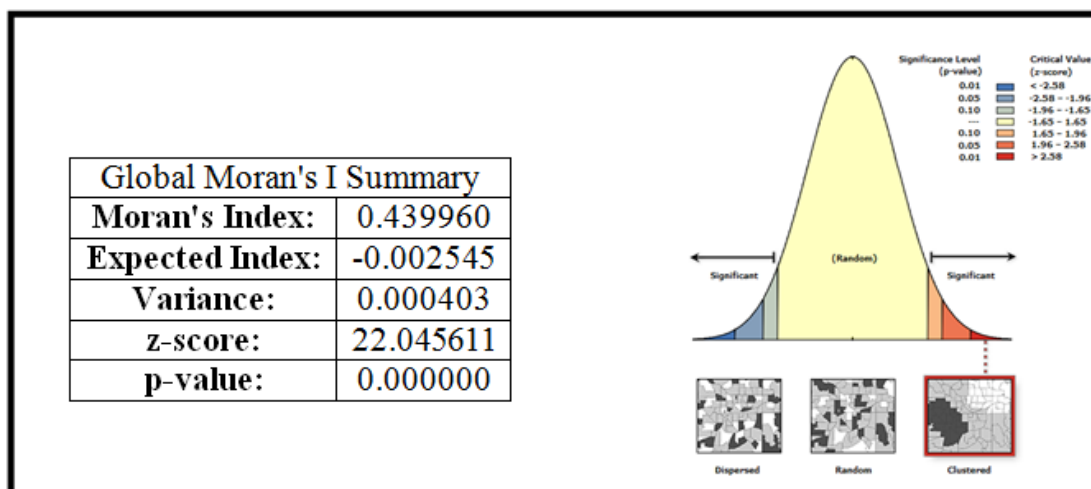 Global Moran's I Summary
Moran's Index: 0.439960
Expected Index: -0.002545
Variance: 0.000403
z-score: 22.045611
p-value: 0.000000
Significance Level Critical Value
(p-value) (z-score)
0.01 < -2.58
0.05 -2.58 - -1.96
0.10 -1.96 - -1.65
--- -1.65 - 1.65
0.10 1.65 - 1.96
0.05 1.96 - 2.58
0.01 > 2.58
(Random)
Significant Significant
Dispersed Random Clustered